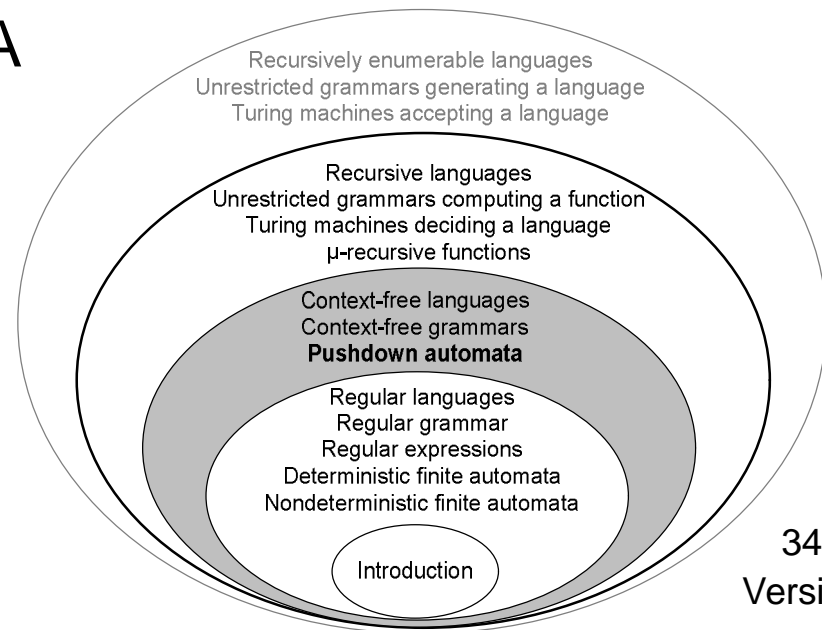 A
Recursively enumerable languages
Unrestricted grammars generating a language
Turing machines accepting a language
Recursive languages
Unrestricted grammars computing a function
Turing machines deciding a language
μ-recursive functions
Context-free languages
Context-free grammars
Pushdown automata
Regular languages
Regular grammar
Regular expressions
Deterministic finite automata
Nondeterministic finite automata
Introduction
34
Versi